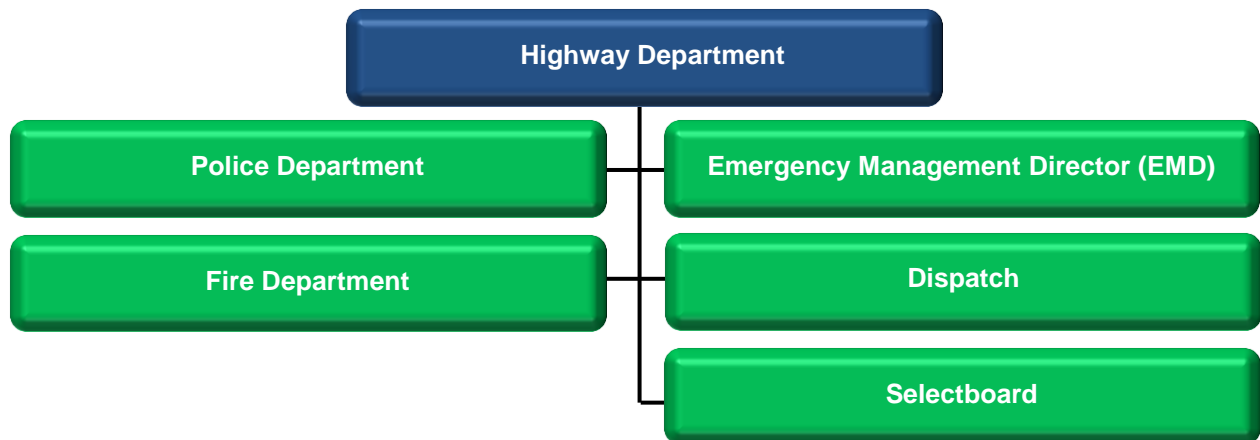 Highway Department
Police Department
Emergency Management Director (EMD)
Fire Department
Dispatch
Selectboard